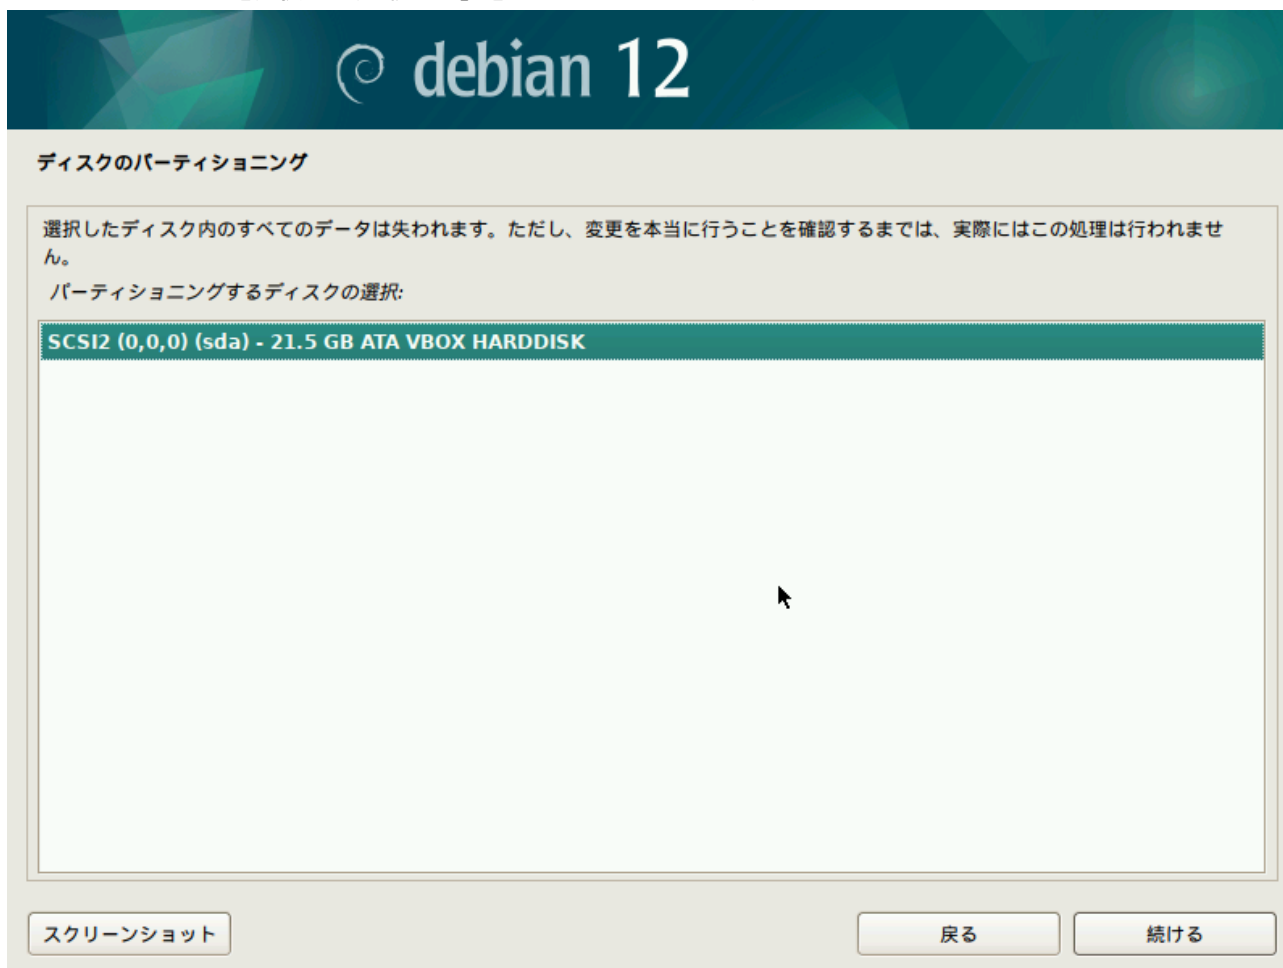 debian 12
ディスクのパーティショニング
選択したディスク内のすべてのデータは失われます。ただし、変更を本当に行うことを確認するまでは、実際にはこの処理は行われませ
ん。
パーティショニングするディスクの選択:
SCSI2 (0,0,0) (sda) - 21.5 GB ATA VBOX HARDDISK
スクリーンショット
戻る
続ける